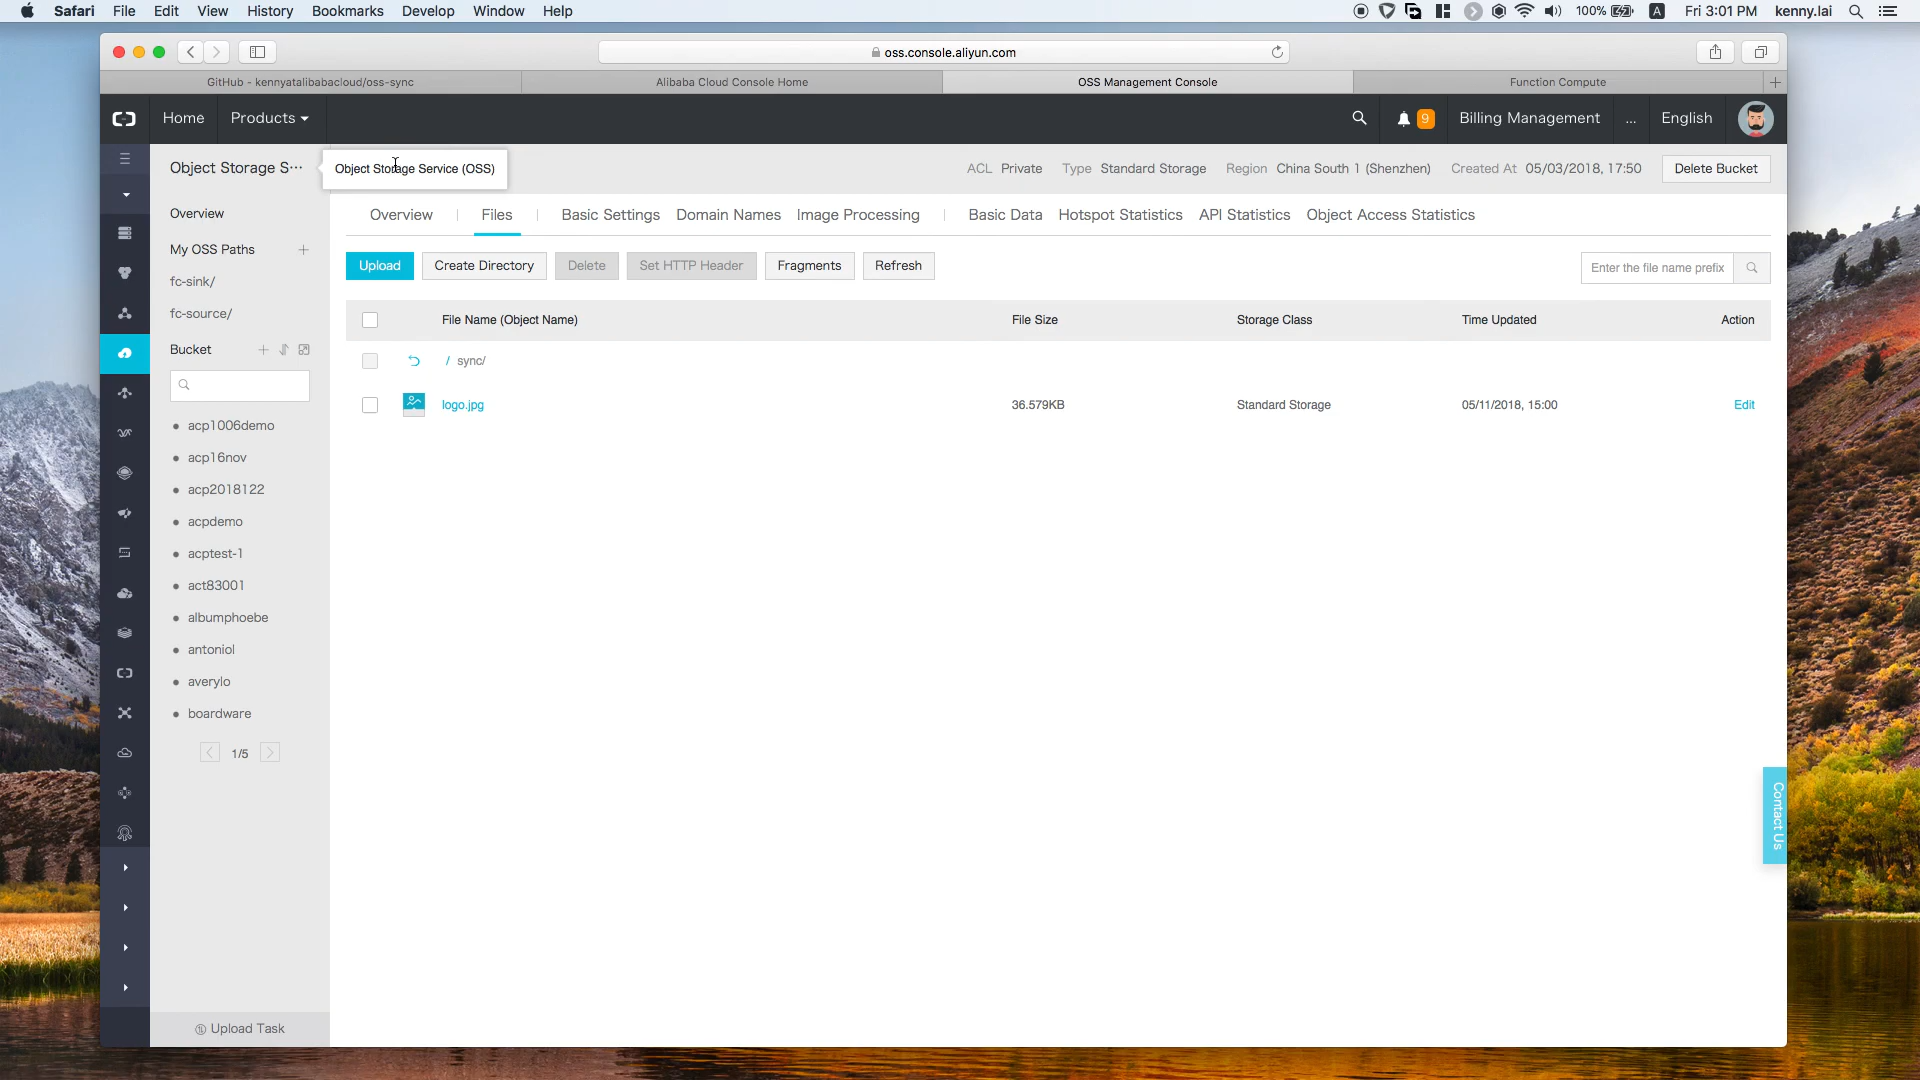 Safari File Edit View History Bookmarks Develop Window Help 100% A Fri 3:01 PM kenny.lai
oss.console.aliyun.com
GitHub - kennyatalibabacloud/oss-sync Alibaba Cloud Console Home OSS Management Console Function Compute
Home Products 9 Billing Management ... English
Object Storage S··· Object Storage Service (OSS) ACL Private Type Standard Storage Region China South 1 (Shenzhen) Created At 05/03/2018, 17:50 Delete Bucket
Overview
My OSS Paths
fc-sink/
fc-source/
Bucket
acp1006demo
acp16nov
acp2018122
acpdemo
acptest-1
act83001
albumphoebe
antoniol
averylo
boardware
1/5
Upload Task
Overview Files Basic Settings Domain Names Image Processing Basic Data Hotspot Statistics API Statistics Object Access Statistics
Upload Create Directory Delete Set HTTP Header Fragments Refresh Enter the file name prefix
File Name (Object Name) File Size Storage Class Time Updated Action
/ sync/
logo.jpg 36.579KB Standard Storage 05/11/2018, 15:00 Edit
Contact Us